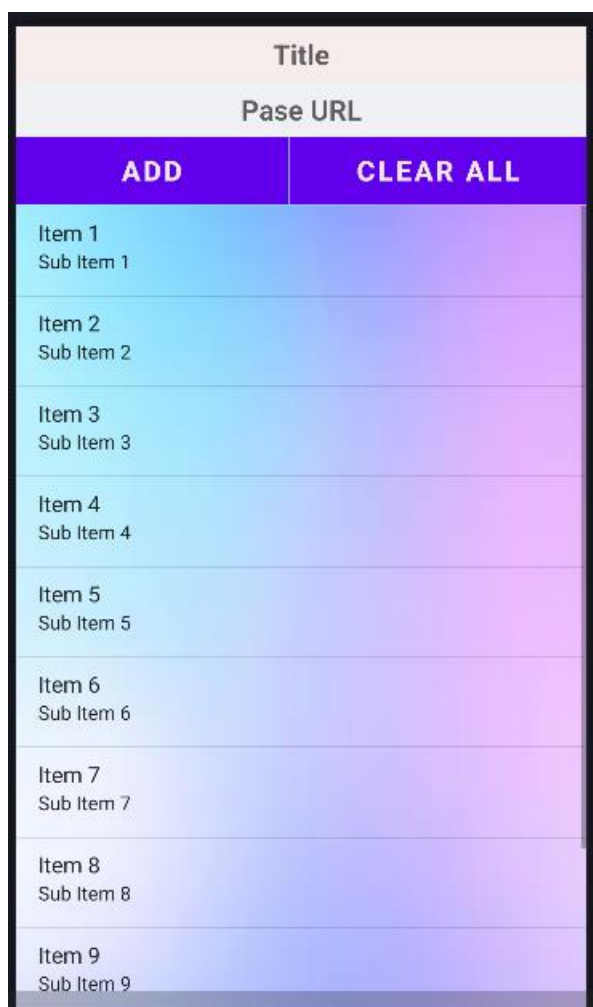 Title
Pase URL
ADD CLEAR ALL
Item 1
Sub Item 1
Item 2
Sub Item 2
Item 3
Sub Item 3
Item 4
Sub Item 4
Item 5
Sub Item 5
Item 6
Sub Item 6
Item 7
Sub Item 7
Item 8
Sub Item 8
Item 9
Sub Item 9